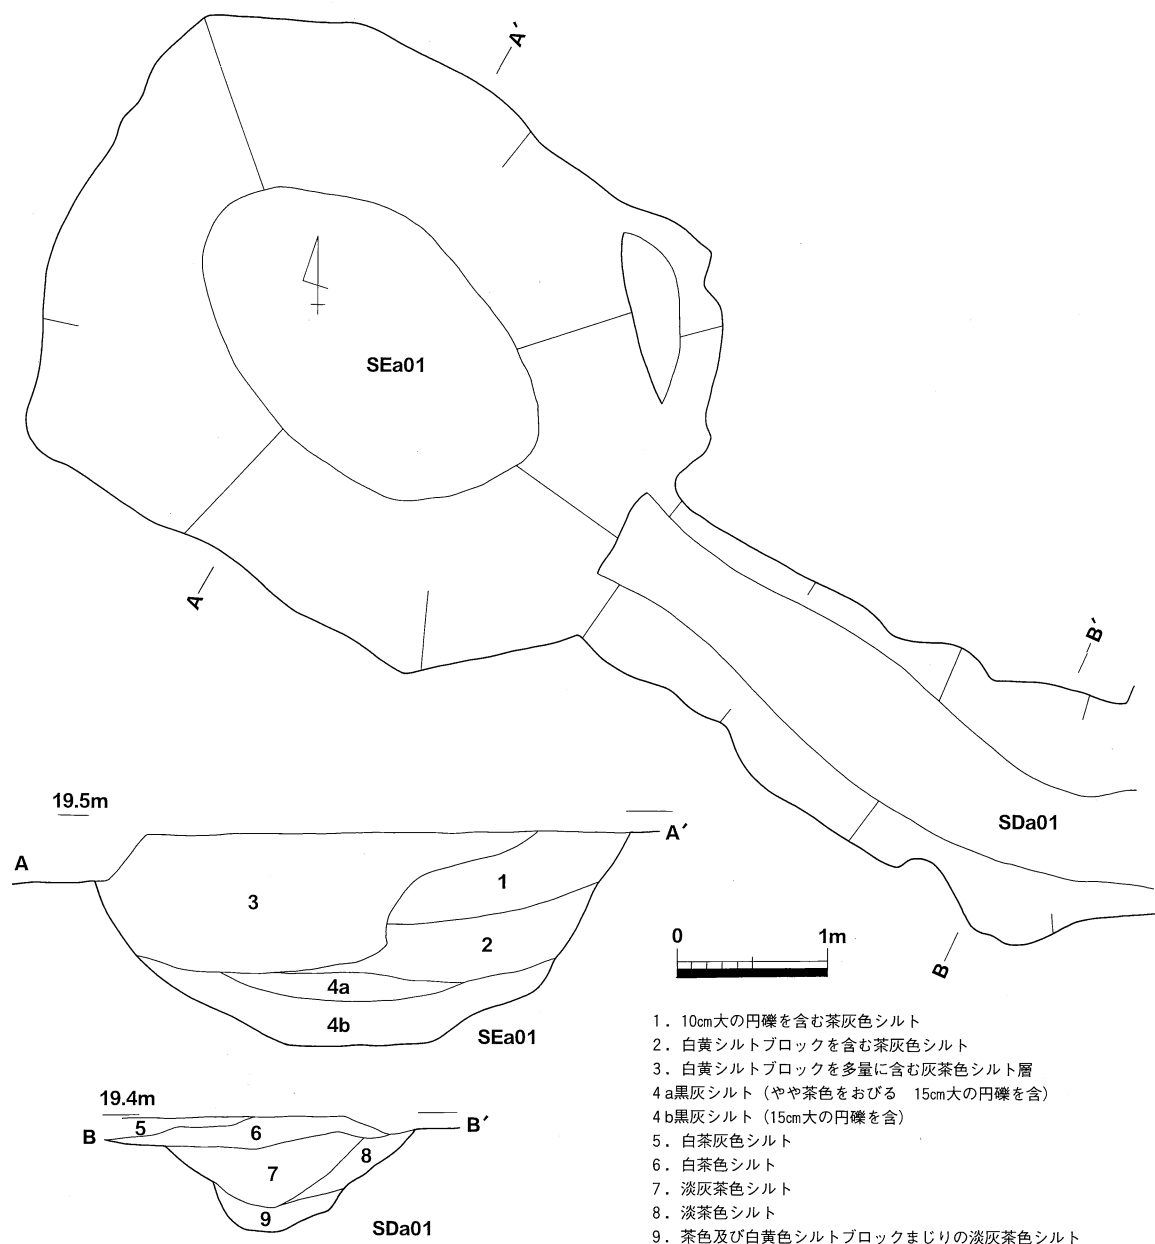 A′
SEa01
A
B′
SDa01
B
19.5m
A
A′
1
3
2
4a
4b
SEa01
0 1m
19.4m
B
B′
5
6
7
8
9
SDa01
1．10㎝大の円礫を含む茶灰色シルト
2．白黄シルトブロックを含む茶灰色シルト
3．白黄シルトブロックを多量に含む灰茶色シルト層
4a黒灰シルト（やや茶色をおびる　15㎝大の円礫を含）
4b黒灰シルト（15㎝大の円礫を含）
5．白茶灰色シルト
6．白茶色シルト
7．淡灰茶色シルト
8．淡茶色シルト
9．茶色及び白黄色シルトブロックまじりの淡灰茶色シルト